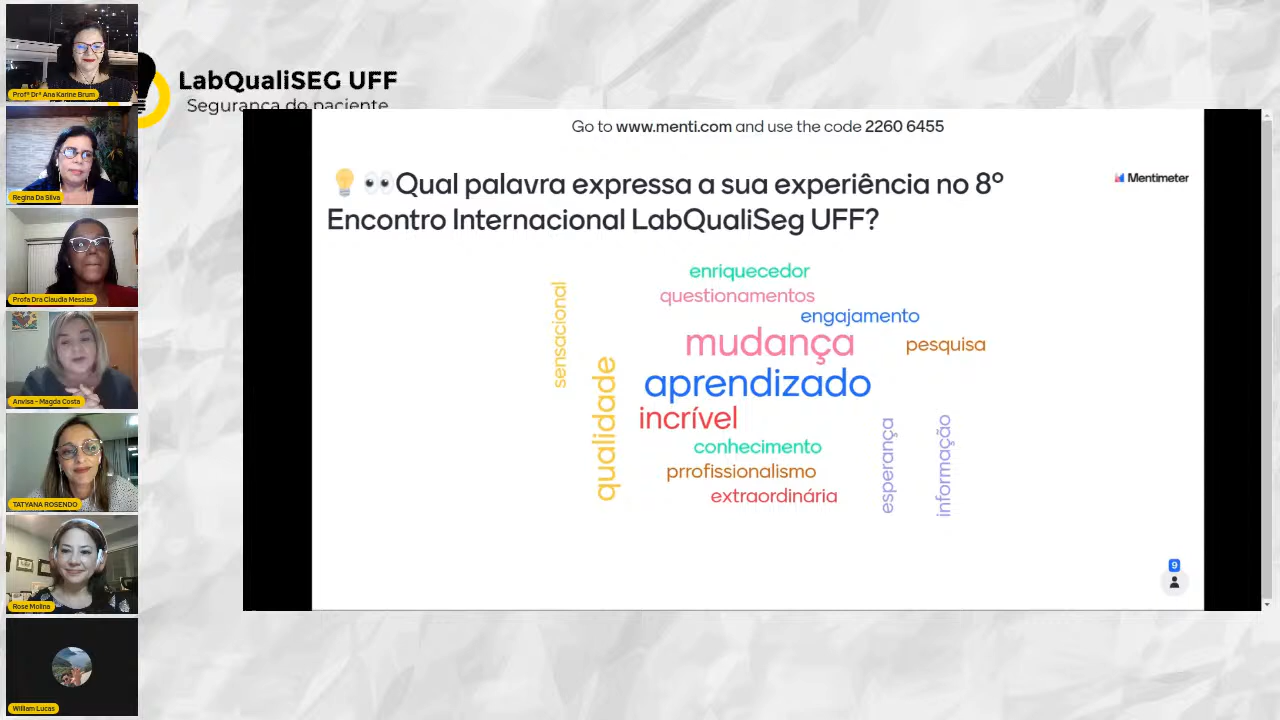 Profª Drª Ana Karine Brum
Regina Da Silva
Profa Dra Claudia Messias
Anvisa - Magda Costa
TATYANA ROSENDO
Rose Molina
William Lucas
LabQualiSEG UFF
Segurança do paciente
Go to www.menti.com and use the code 2260 6455
💡👀Qual palavra expressa a sua experiência no 8º
Encontro Internacional LabQualiSeg UFF?
Mentimeter
enriquecedor
questionamentos
engajamento
sensacional
mudança
pesquisa
qualidade
aprendizado
incrível
conhecimento
prrofissionalismo
extraordinária
esperança
informação
9